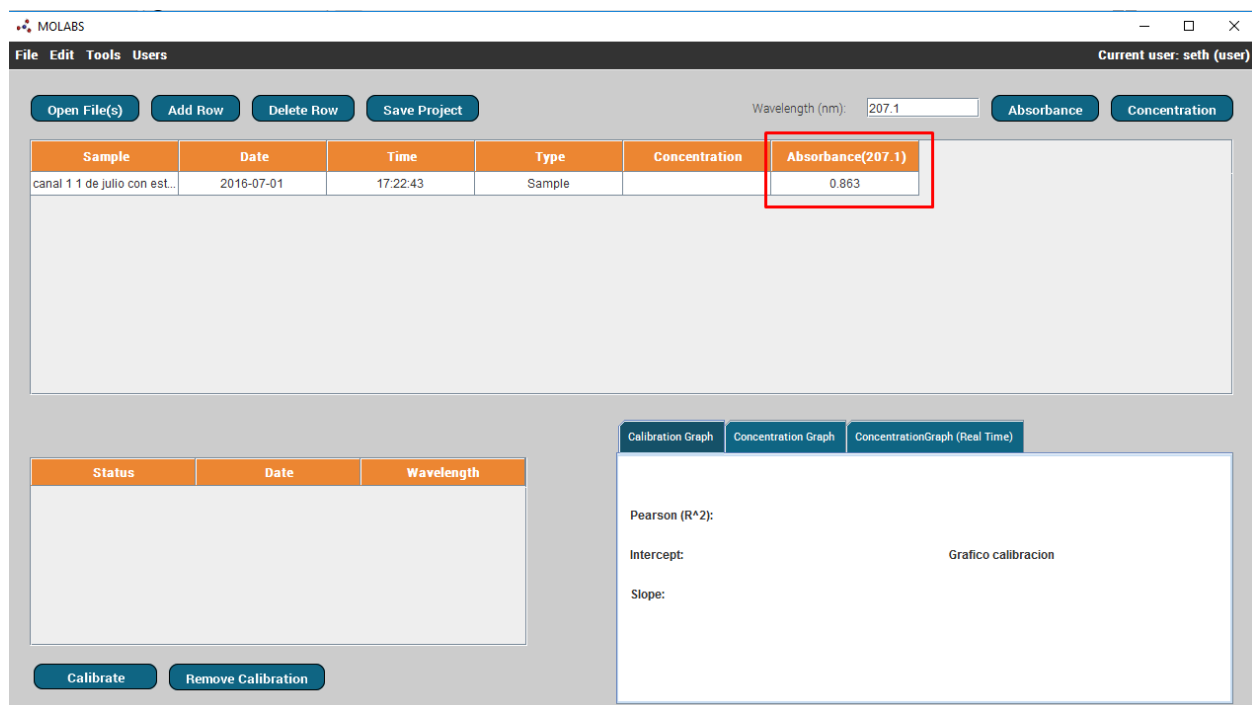 MOLABS
File Edit Tools Users Current user: seth (user)
Open File(s) Add Row Delete Row Save Project Wavelength (nm): 207.1 Absorbance Concentration
Sample Date Time Type Concentration Absorbance(207.1)
canal 1 1 de julio con est... 2016-07-01 17:22:43 Sample 0.863
Calibration Graph Concentration Graph ConcentrationGraph (Real Time)
Status Date Wavelength
Pearson (R^2):
Intercept: Grafico calibracion
Slope:
Calibrate Remove Calibration